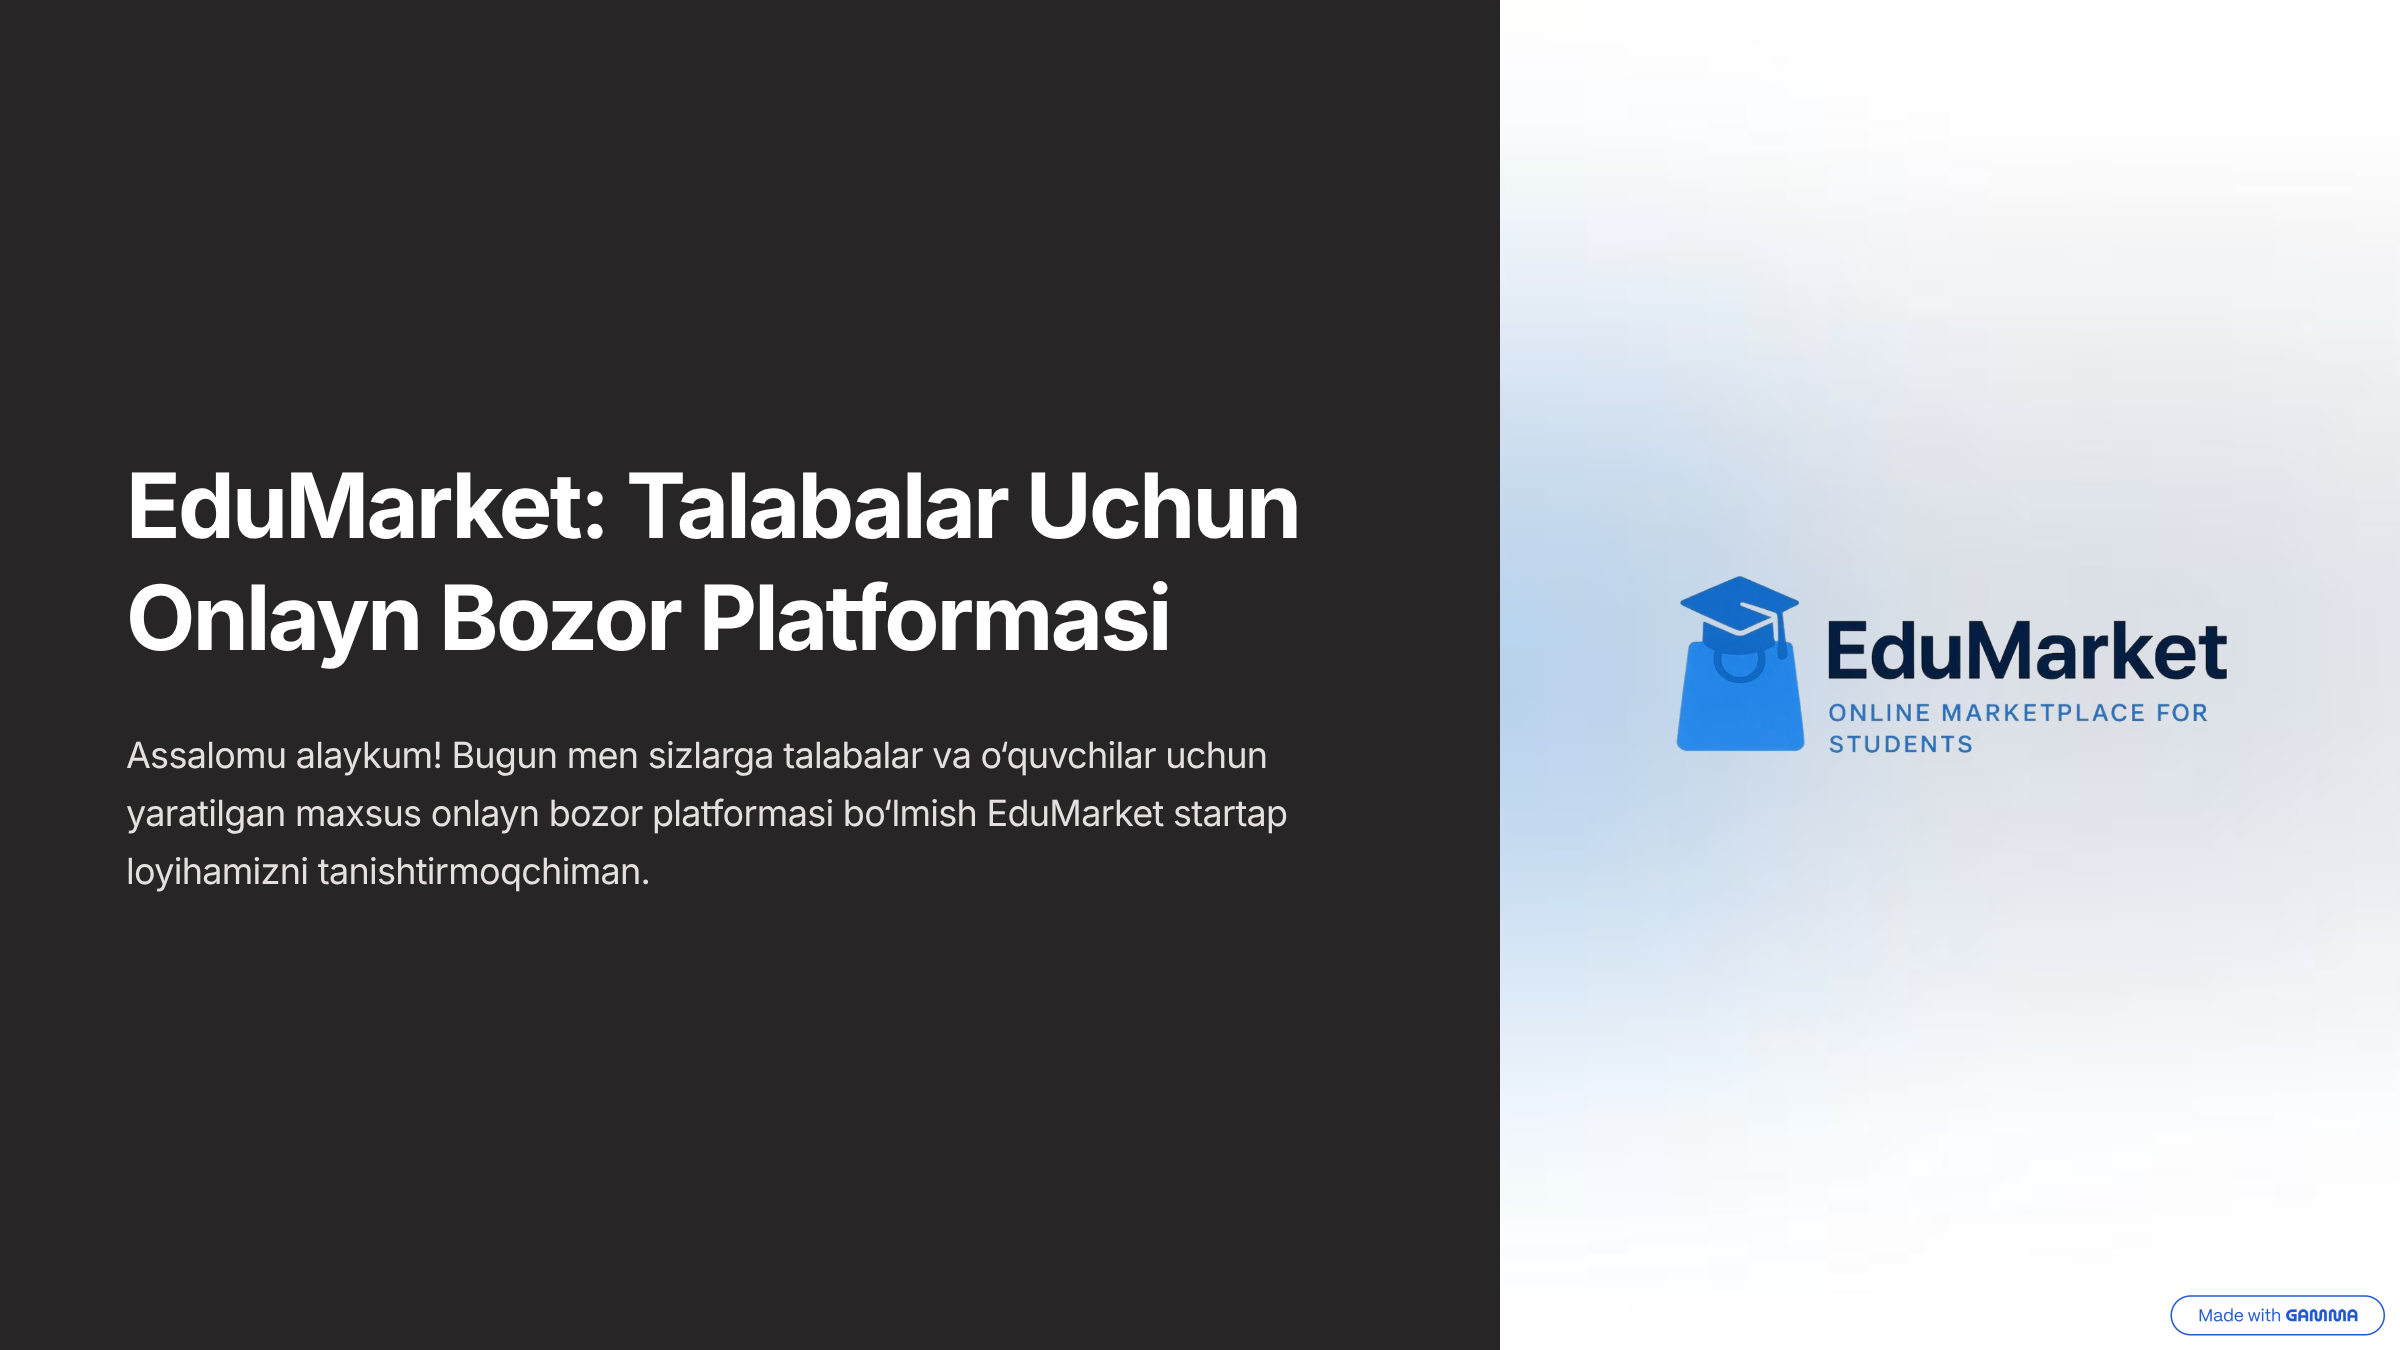 EduMarket: Talabalar Uchun
Onlayn Bozor Platformasi
Assalomu alaykum! Bugun men sizlarga talabalar va o‘quvchilar uchun
yaratilgan maxsus onlayn bozor platformasi bo‘lmish EduMarket startap
loyihamizni tanishtirmoqchiman.
EduMarket
ONLINE MARKETPLACE FOR
STUDENTS
Made with GAMMA